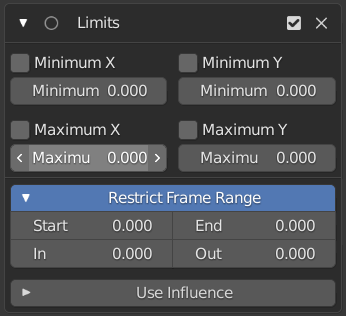 Limits
Minimum X Minimum Y
Minimum 0.000 Minimum 0.000
Maximum X Maximum Y
Maximu 0.000 Maximu 0.000
Restrict Frame Range
Start 0.000 End 0.000
In 0.000 Out 0.000
Use Influence